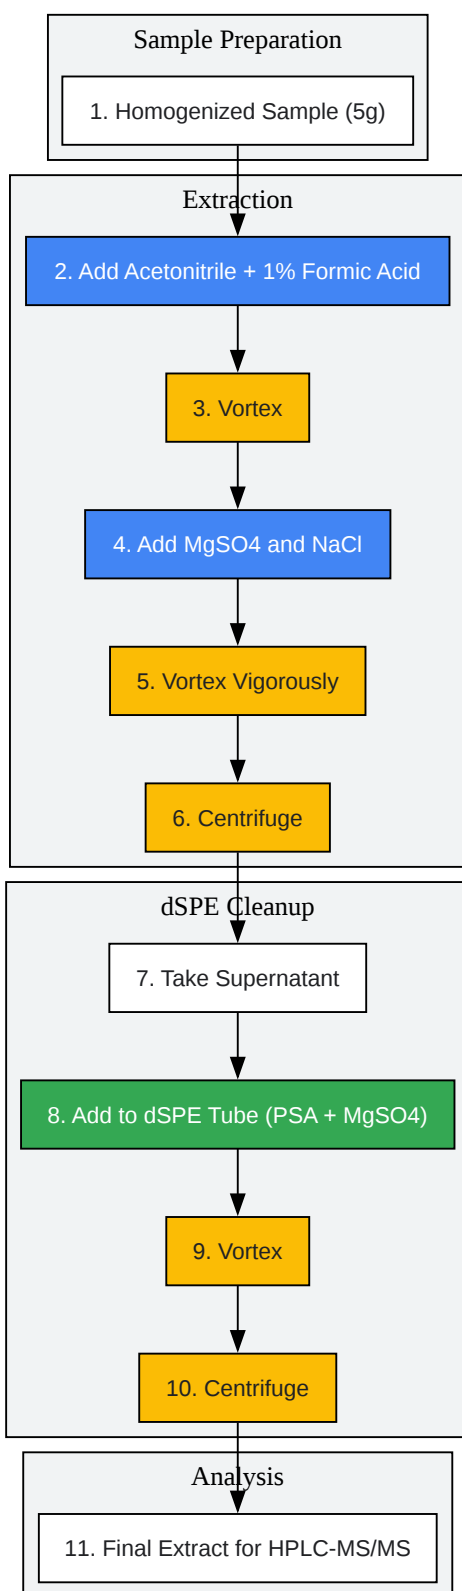 Sample Preparation
1. Homogenized Sample (5g)
Extraction
2. Add Acetonitrile + 1% Formic Acid
3. Vortex
4. Add MgSO4 and NaCl
5. Vortex Vigorously
6. Centrifuge
dSPE Cleanup
7. Take Supernatant
8. Add to dSPE Tube (PSA + MgSO4)
9. Vortex
10. Centrifuge
Analysis
11. Final Extract for HPLC-MS/MS